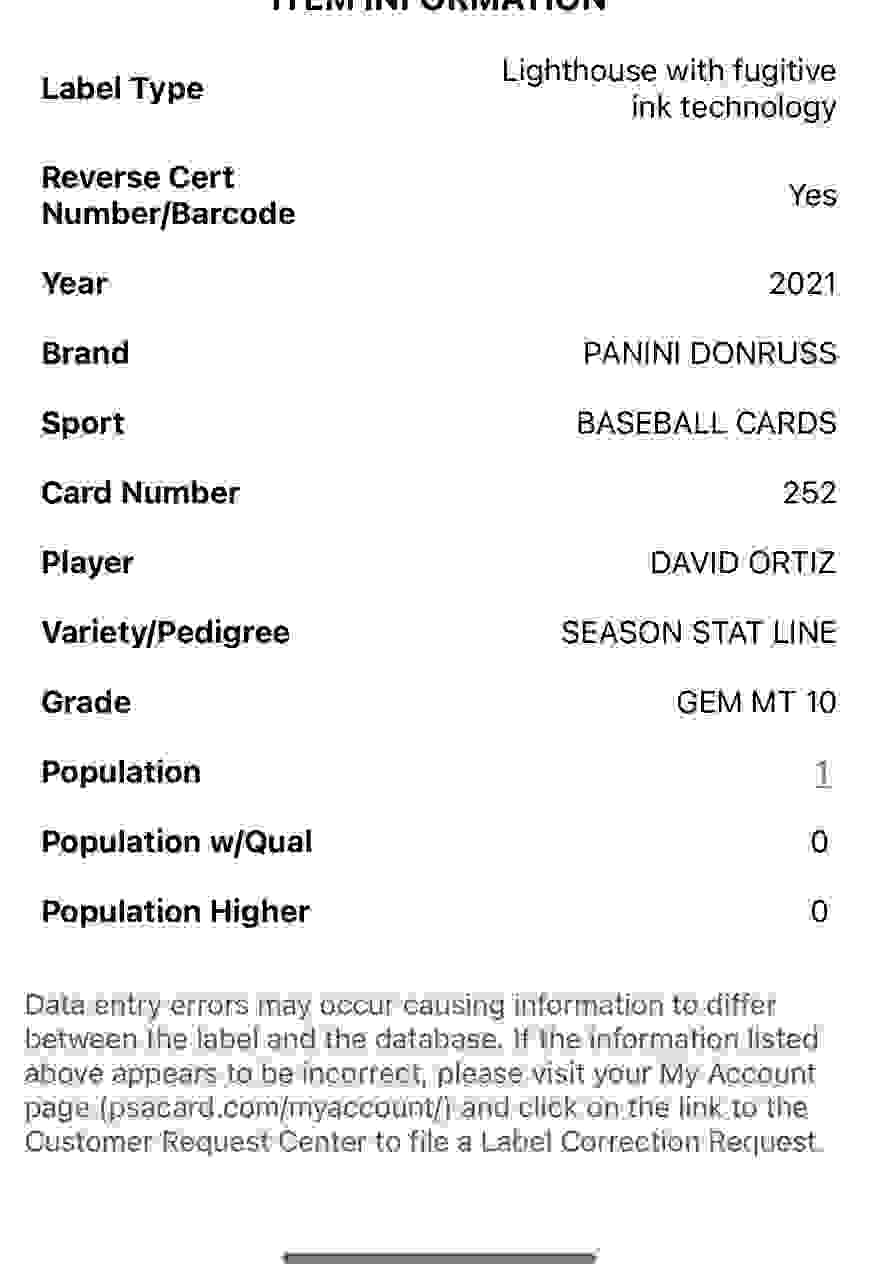 ITEM INFORMATION
Label Type
Lighthouse with fugitive
ink technology
Reverse Cert
Number/Barcode
Yes
Year
2021
Brand
PANINI DONRUSS
Sport
BASEBALL CARDS
Card Number
252
Player
DAVID ORTIZ
Variety/Pedigree
SEASON STAT LINE
Grade
GEM MT 10
Population
1
Population w/Qual
0
Population Higher
0
Data entry errors may occur causing information to differ
between the label and the database. If the information listed
above appears to be incorrect, please visit your My Account
page (psacard.com/myaccount/) and click on the link to the
Customer Request Center to file a Label Correction Request.